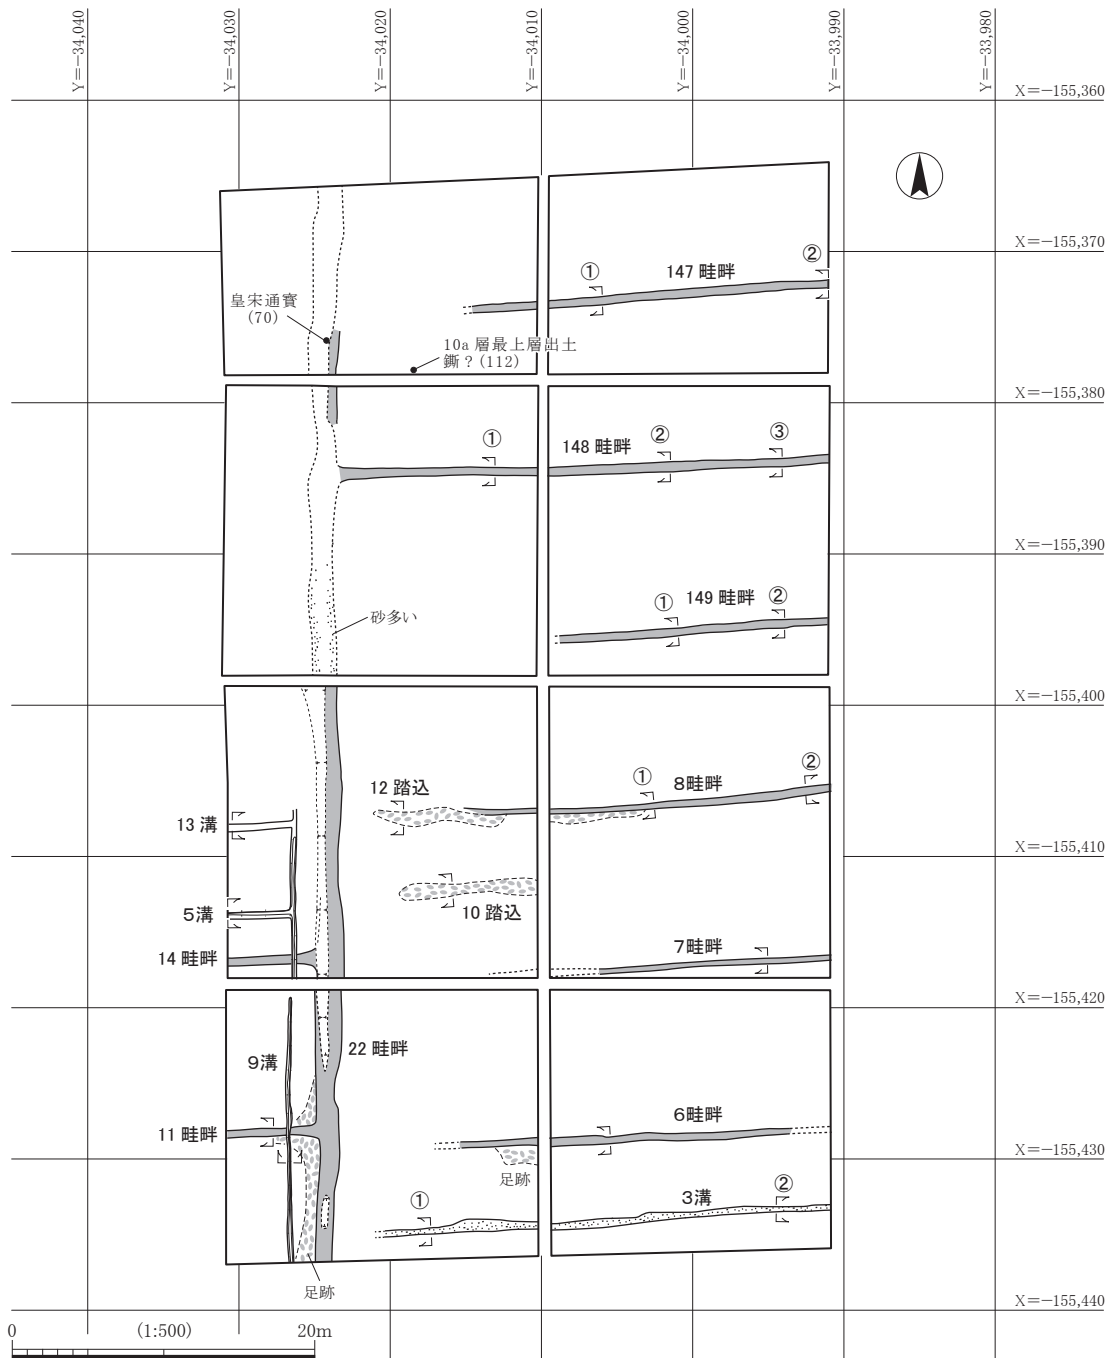 Y=−34,040
Y=−34,030
Y=−34,020
Y=−34,010
Y=−34,000
Y=−33,990
Y=−33,980
X=−155,360
X=−155,370
②
①
147 畦畔
皇宋通寳
(70)
10a 層最上層出土
鐁？(112)
X=−155,380
①
148 畦畔
②
③
X=−155,390
①
149 畦畔
②
砂多い
X=−155,400
12 踏込
①
8畦畔
②
13 溝
X=−155,410
5溝
10 踏込
14 畦畔
7畦畔
X=−155,420
9溝
22 畦畔
11 畦畔
6畦畔
X=−155,430
足跡
①
3溝
②
足跡
X=−155,440
0
(1:500)
20m